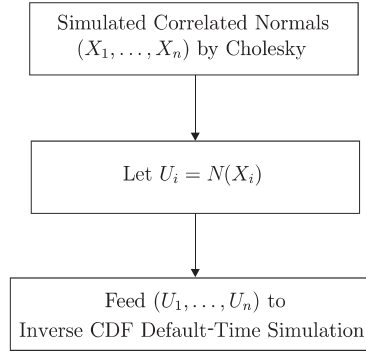 Simulated Correlated Normals
(X₁, . . . , Xₙ) by Cholesky
Let Uᵢ = N(Xᵢ)
Feed (U₁, . . . , Uₙ) to
Inverse CDF Default-Time Simulation